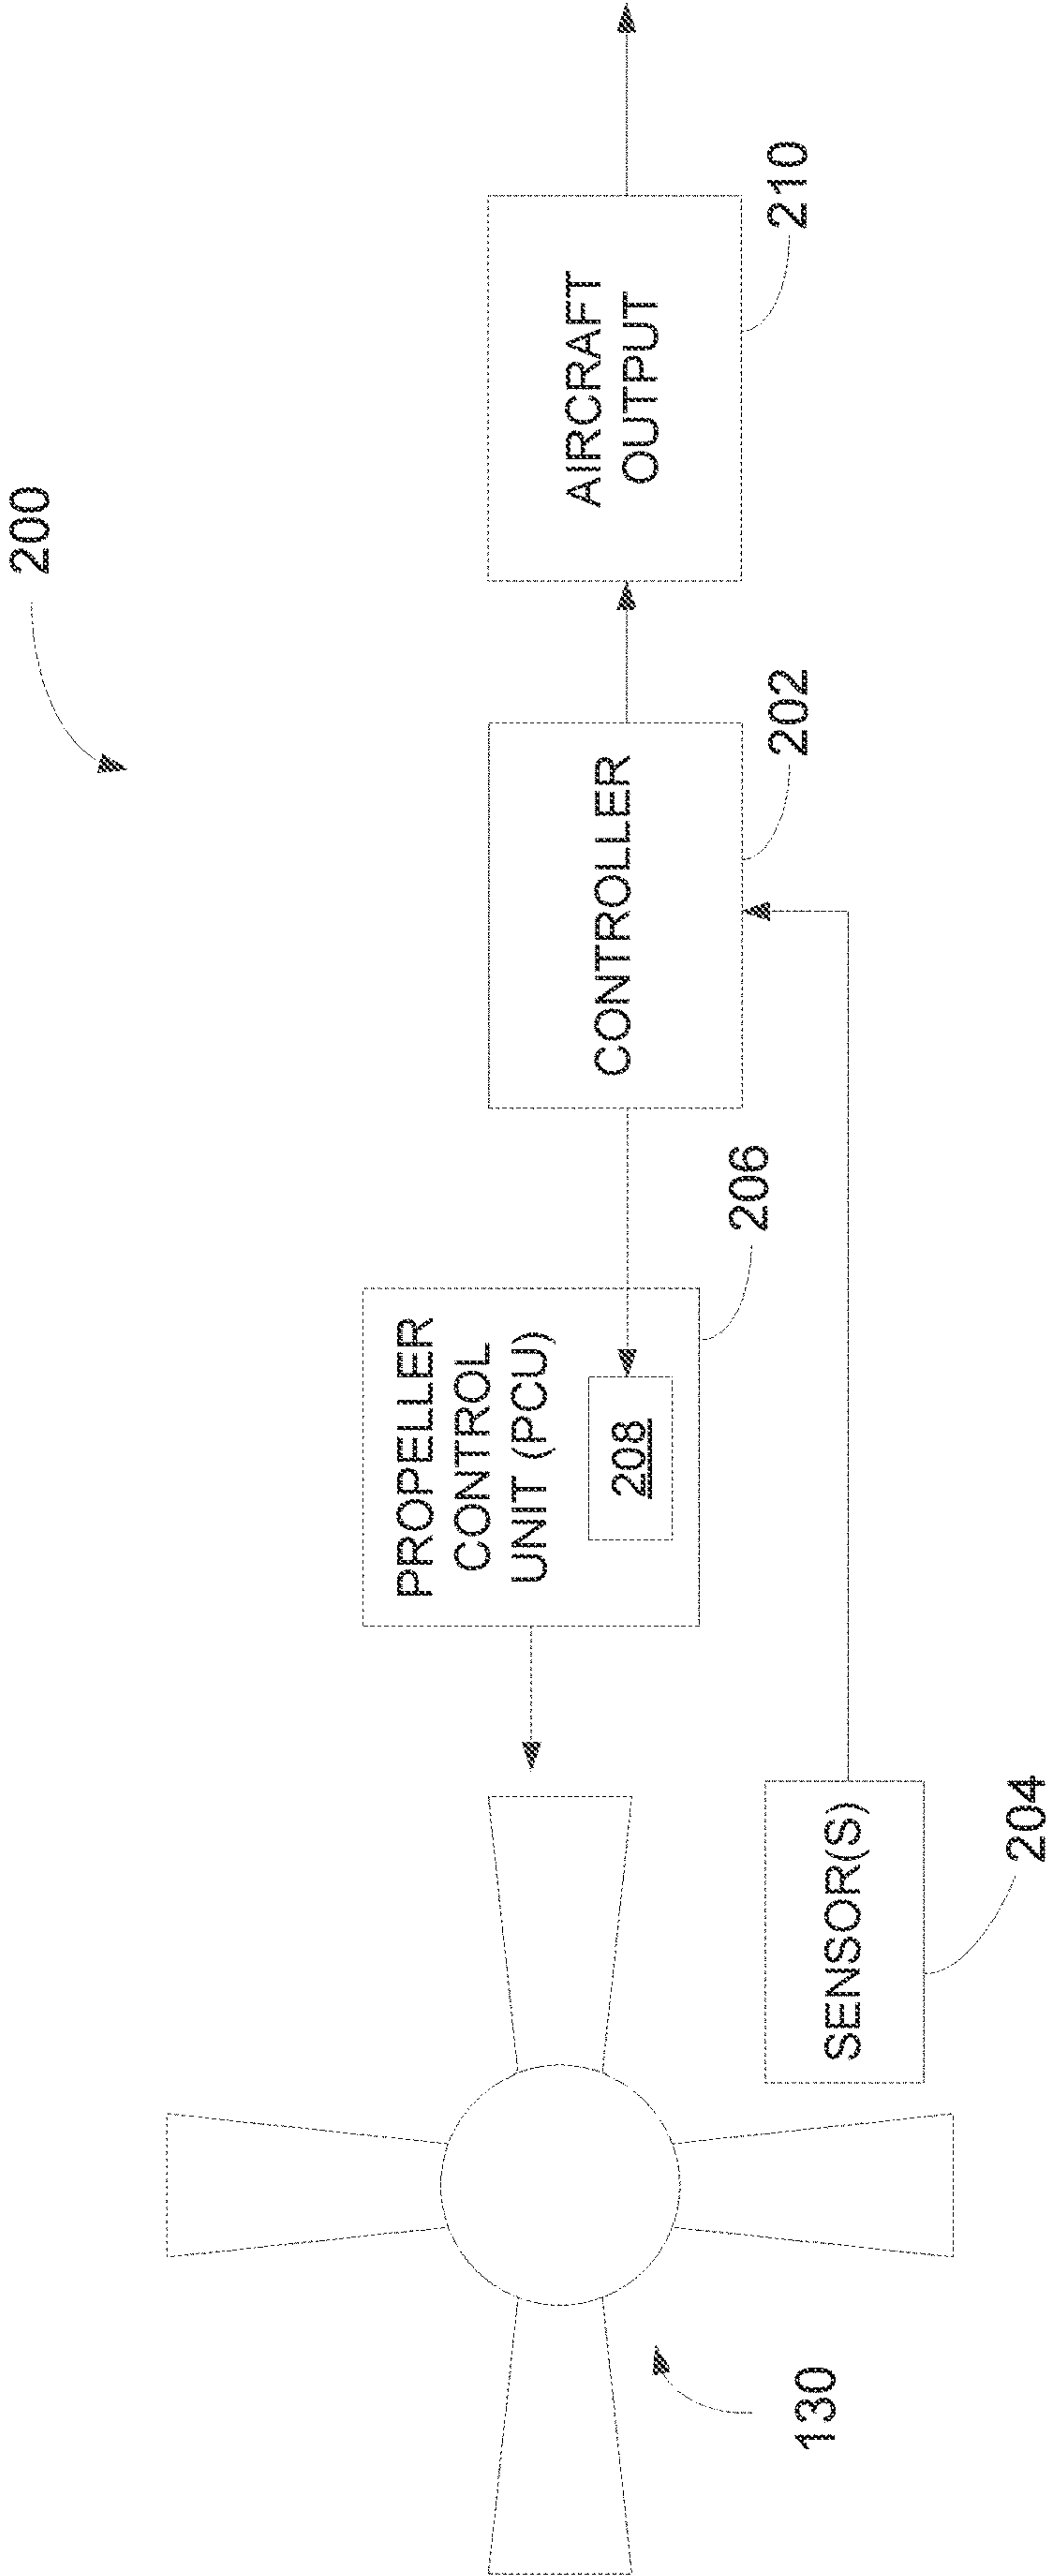 200
130
PROPELLER
CONTROL
UNIT (PCU)
208
206
CONTROLLER
202
AIRCRAFT
OUTPUT
210
SENSOR(S)
204